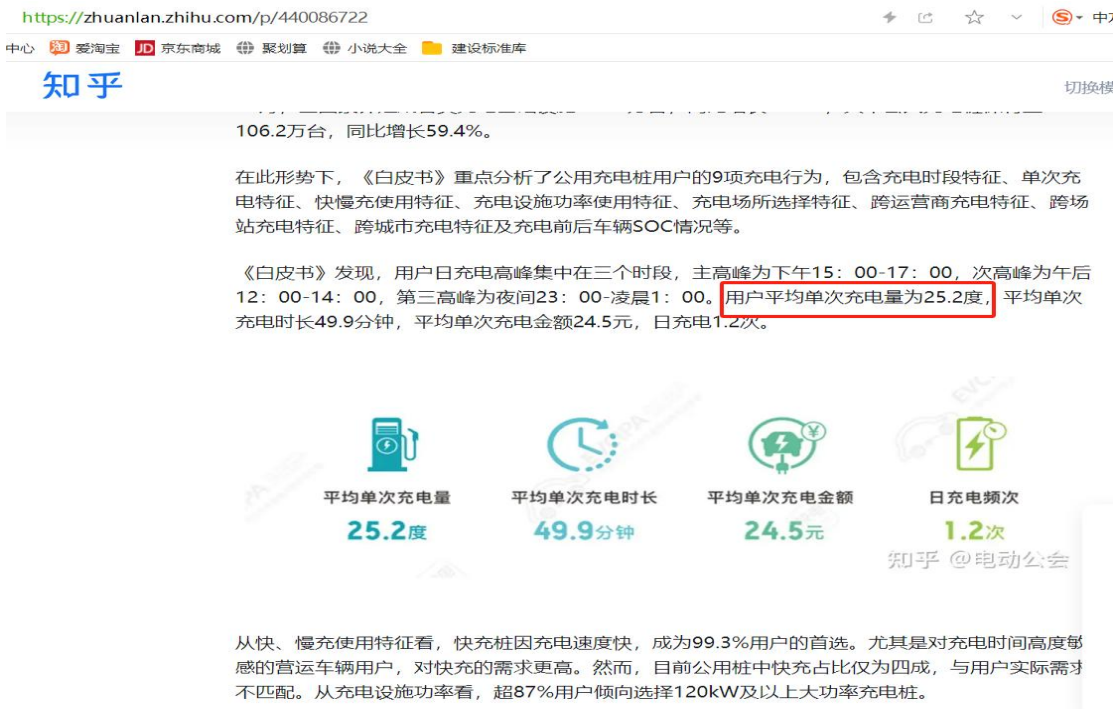 https://zhuanlan.zhihu.com/p/440086722
中心 爱淘宝 JD 京东商城 聚划算 小说大全 建设标准库
知乎
切换模
106.2万台，同比增长59.4%。
在此形势下，《白皮书》重点分析了公用充电桩用户的9项充电行为，包含充电时段特征、单次充
电特征、快慢充使用特征、充电设施功率使用特征、充电场所选择特征、跨运营商充电特征、跨场
站充电特征、跨城市充电特征及充电前后车辆SOC情况等。
《白皮书》发现，用户日充电高峰集中在三个时段，主高峰为下午15：00-17：00，次高峰为午后
12：00-14：00，第三高峰为夜间23：00-凌晨1：00。用户平均单次充电量为25.2度，平均单次
充电时长49.9分钟，平均单次充电金额24.5元，日充电1.2次。
平均单次充电量 平均单次充电时长 平均单次充电金额 日充电频次
25.2度 49.9分钟 24.5元 1.2次
知乎 @电动公会
从快、慢充使用特征看，快充桩因充电速度快，成为99.3%用户的首选。尤其是对充电时间高度敏
感的营运车辆用户，对快充的需求更高。然而，目前公用桩中快充占比仅为四成，与用户实际需求
不匹配。从充电设施功率看，超87%用户倾向选择120kW及以上大功率充电桩。